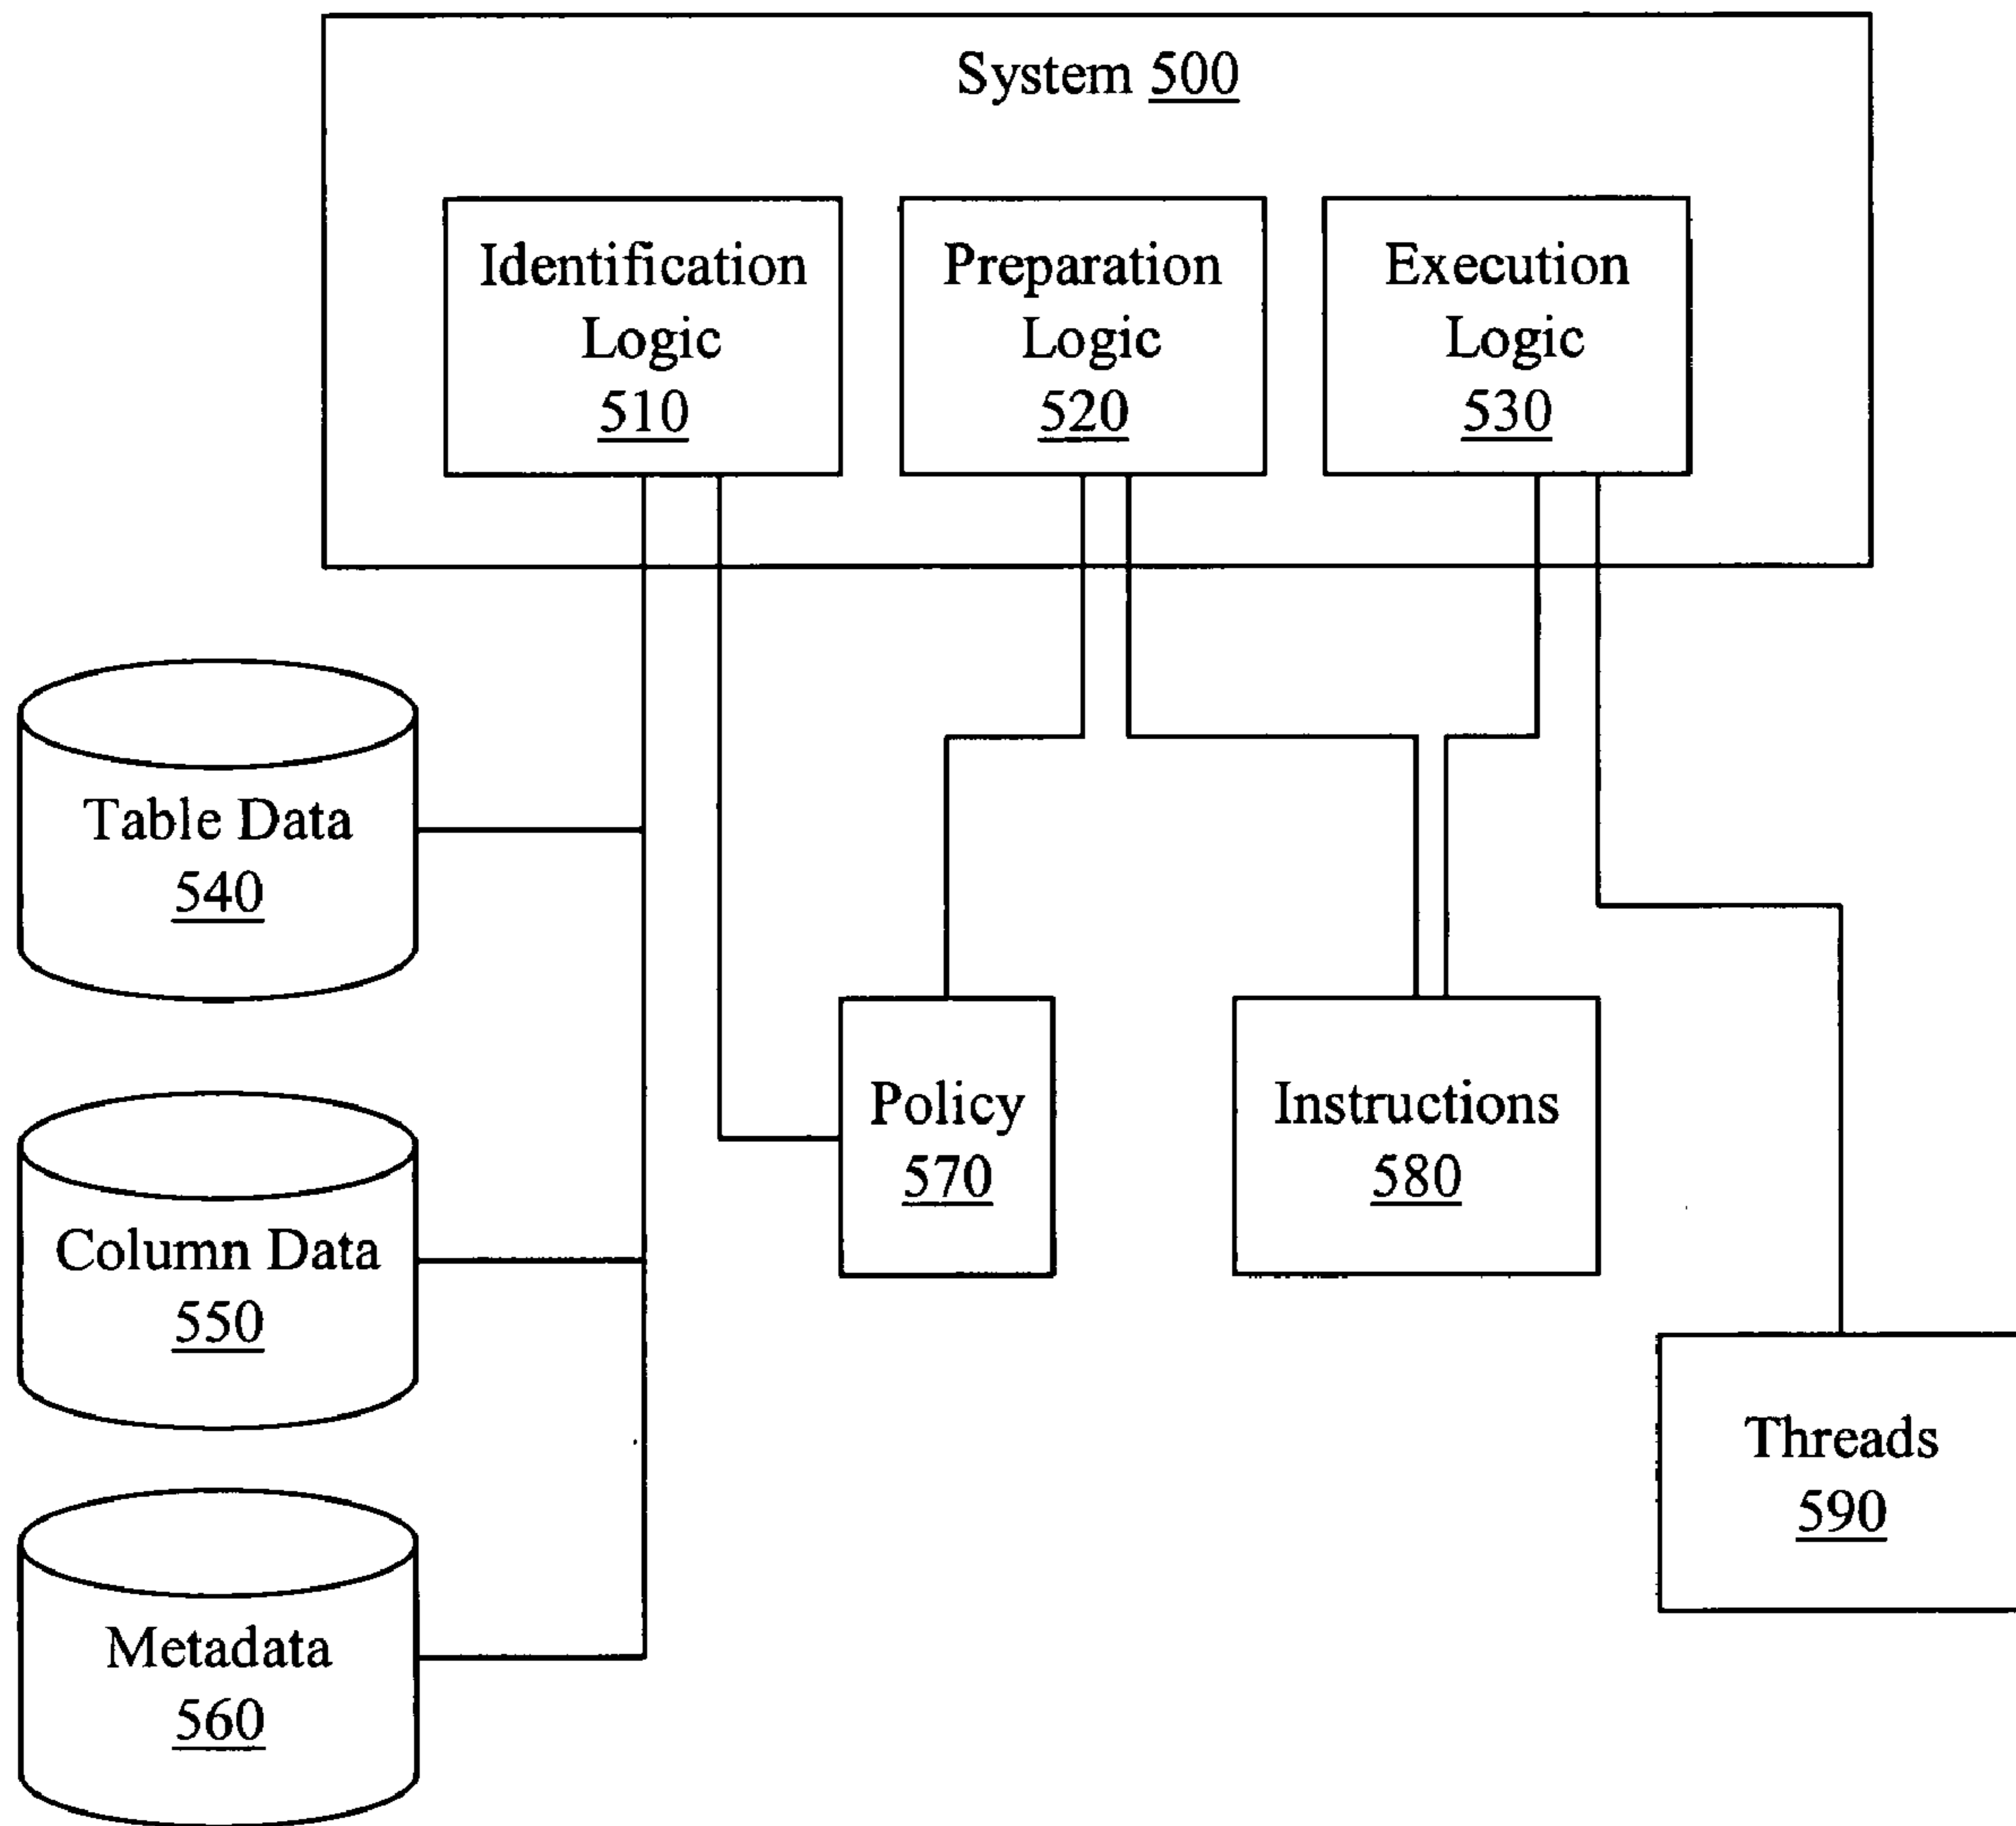 System 500
Identification
Logic
510
Preparation
Logic
520
Execution
Logic
530
Table Data
540
Column Data
550
Metadata
560
Policy
570
Instructions
580
Threads
590